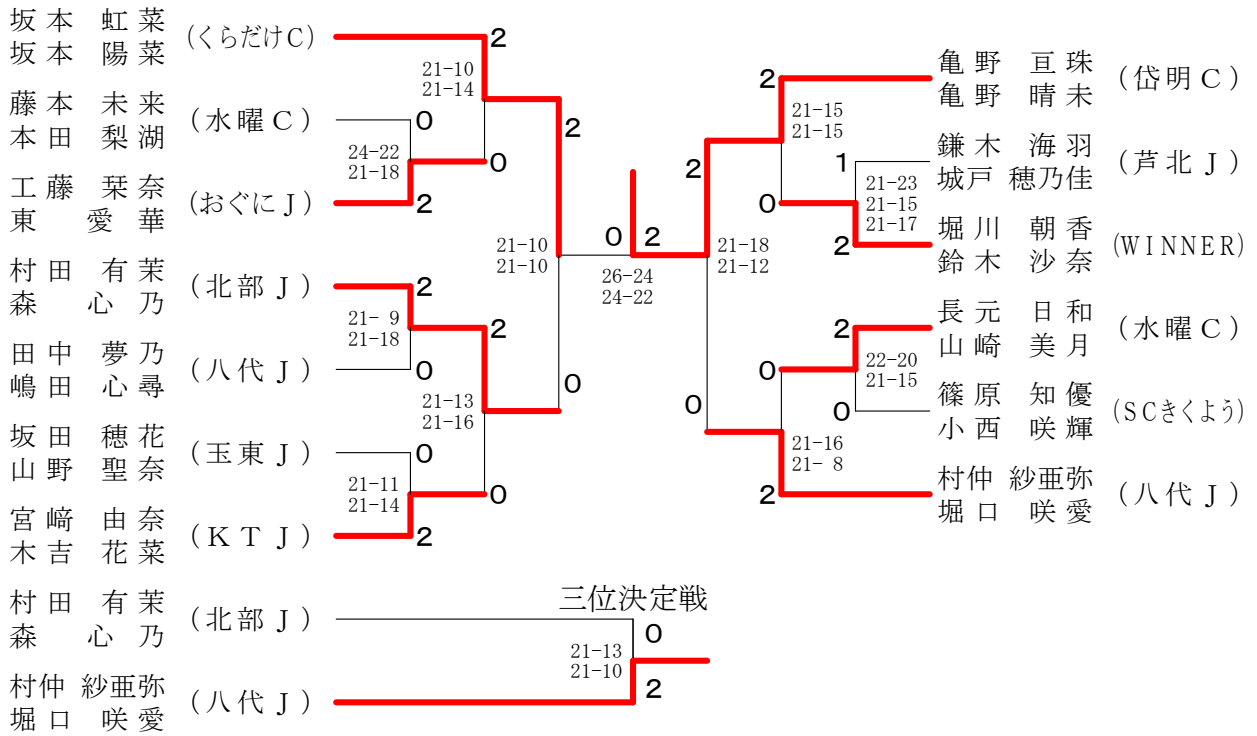 坂本 虹菜
坂本 陽菜
(くらだけC)
藤本 未来
本田 梨湖
(水曜C)
工藤 栞奈
東 愛華
(おぐにJ)
村田 有茉
森 心乃
(北部J)
田中 夢乃
嶋田 心尋
(八代J)
坂田 穂花
山野 聖奈
(玉東J)
宮﨑 由奈
木吉 花菜
(KTJ)
2
21-10
21-14
0
24-22
21-18
0
2
2
21-10
21-10
2
21-9
21-18
0
2
21-13
21-16
0
0
21-11
21-14
0
2
0 2
26-24
24-22
2
21-18
21-12
0
2
21-15
21-15
0
1
21-23
21-15
21-17
2
2
22-20
21-15
0
0
21-16
21-8
2
亀野 亘珠
亀野 晴未
(岱明C)
鎌木 海羽
城戸 穂乃佳
(芦北J)
堀川 朝香
鈴木 沙奈
(WINNER)
長元 日和
山崎 美月
(水曜C)
篠原 知優
小西 咲輝
(SCきくよう)
村仲 紗亜弥
堀口 咲愛
(八代J)
三位決定戦
村田 有茉
森 心乃
(北部J)
村仲 紗亜弥
堀口 咲愛
(八代J)
0
21-13
21-10
2